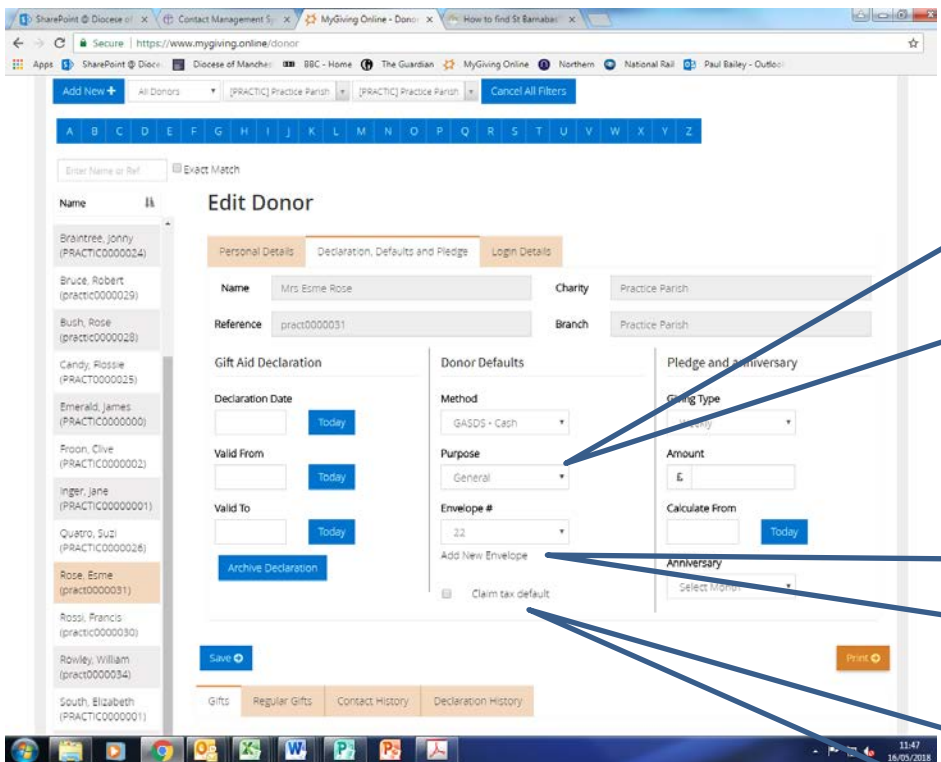 SharePoint @ Diocese of
Contact Management Sy
MyGiving Online - Donor
How to find St Barnabas
Secure https://www.mygiving.online/donor
Apps SharePoint @ Dioce Diocese of Manches BBC - Home The Guardian MyGiving Online Northern National Rail Paul Bailey - Outloo
Add New + All Donors [PRACTIC] Practice Parish [PRACTIC] Practice Parish Cancel All Filters
A B C D E F G H I J K L M N O P Q R S T U V W X Y Z
Enter Name or Ref Exact Match
Name
Braintree, Jonny
(PRACTIC0000024)
Bruce, Robert
(practic0000029)
Bush, Rose
(practic0000028)
Candy, Flossie
(PRACT0000025)
Emerald, James
(PRACTIC0000000)
Froon, Clive
(PRACTIC0000002)
Inger, Jane
(PRACTIC00000001)
Quatro, Suzi
(PRACTIC0000026)
Rose, Esme
(pract0000031)
Rossi, Francis
(practic0000030)
Rowley, William
(pract0000034)
South, Elizabeth
(PRACTIC0000001)
Edit Donor
Personal Details Declaration, Defaults and Pledge Login Details
Name Mrs Esme Rose Charity Practice Parish
Reference pract0000031 Branch Practice Parish
Gift Aid Declaration
Declaration Date
Today
Valid From
Today
Valid To
Today
Archive Declaration
Donor Defaults
Method
GASDS - Cash
Purpose
General
Envelope #
22
Add New Envelope
Claim tax default
Pledge and anniversary
Giving Type
Weekly
Amount
£
Calculate From
Today
Anniversary
Select Month
Save
Print
Gifts Regular Gifts Contact History Declaration History
11:47
16/05/2018